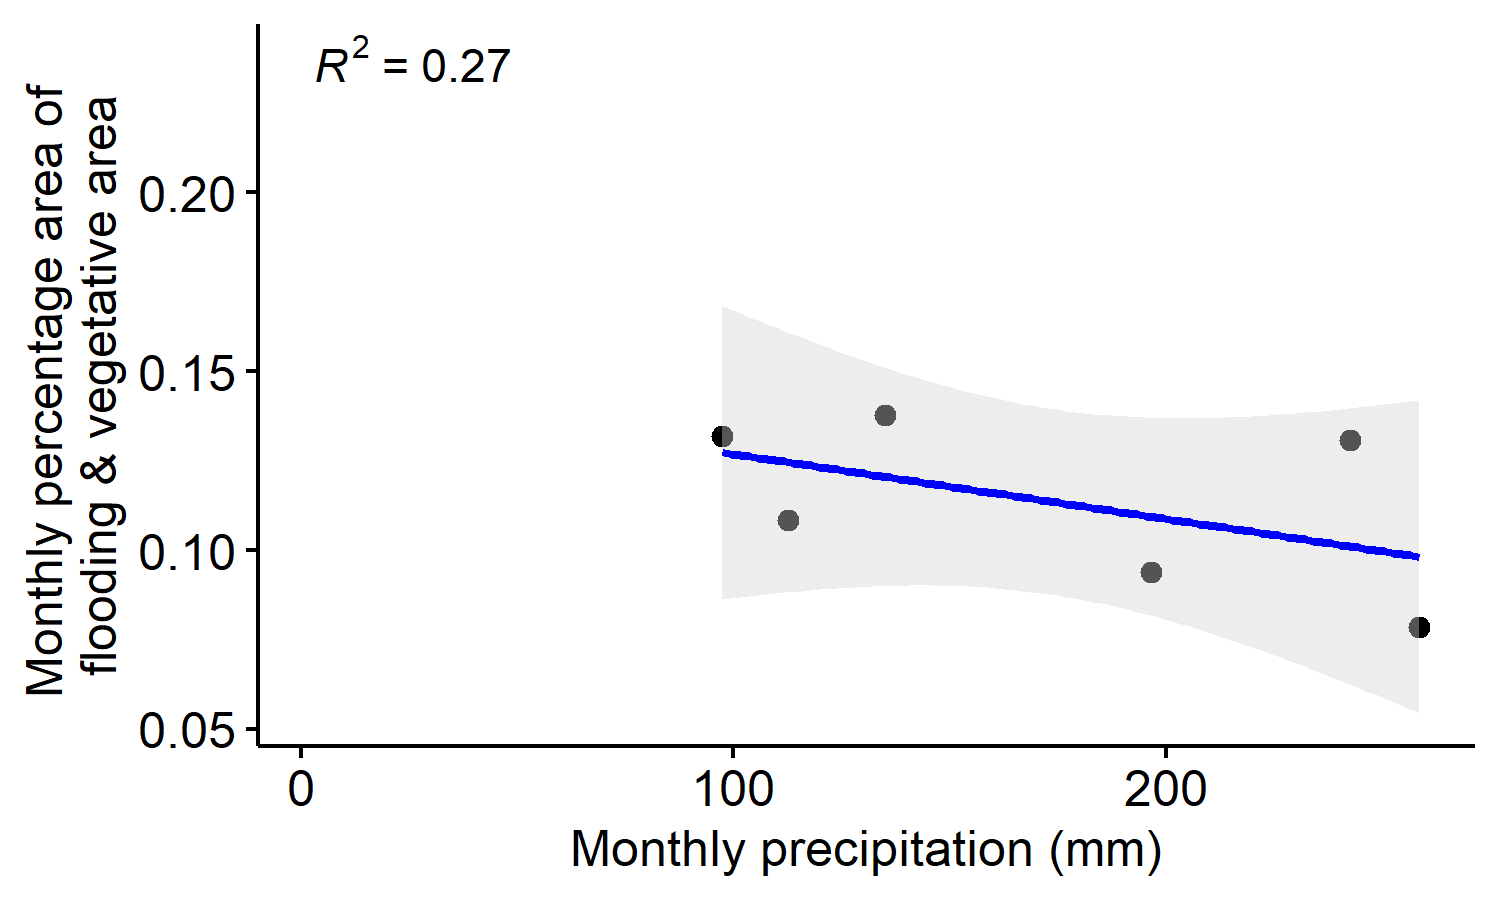 R² = 0.27
Monthly percentage area of
flooding & vegetative area
0.20
0.15
0.10
0.05
0 100 200
Monthly precipitation (mm)